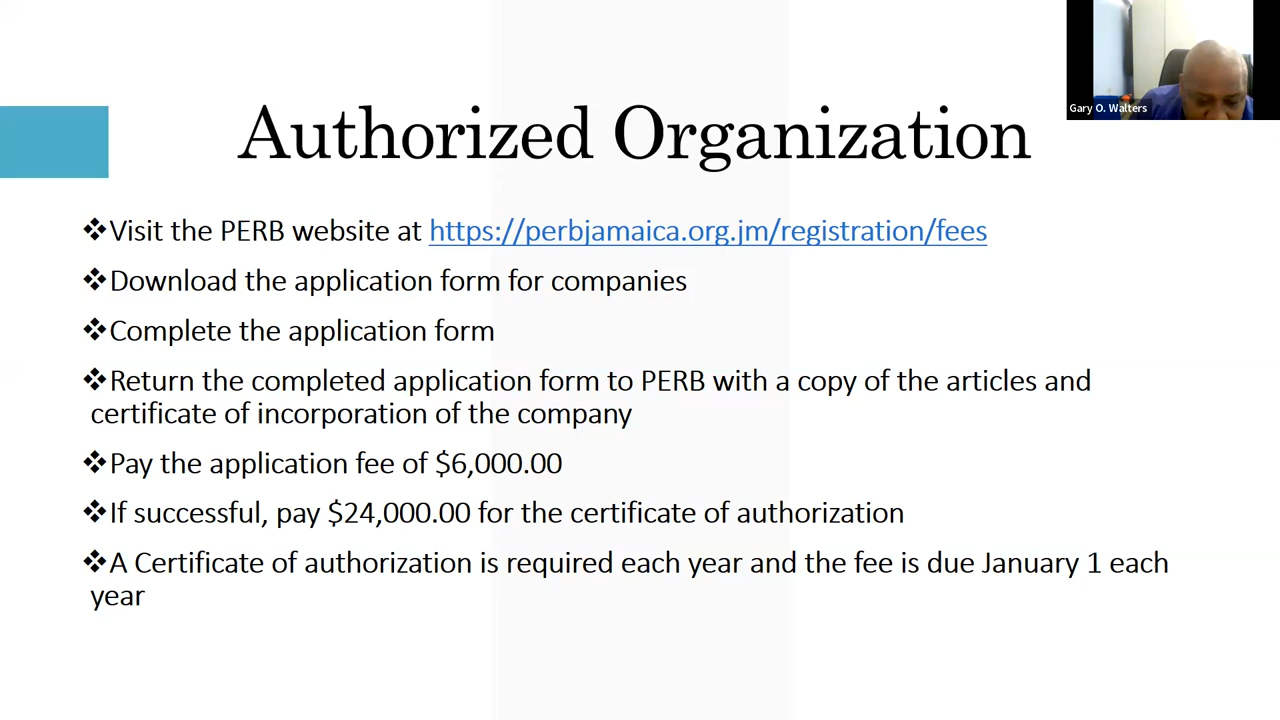 Gary O. Walters
Authorized Organization
❖Visit the PERB website at https://perbjamaica.org.jm/registration/fees
❖Download the application form for companies
❖Complete the application form
❖Return the completed application form to PERB with a copy of the articles and
certificate of incorporation of the company
❖Pay the application fee of $6,000.00
❖If successful, pay $24,000.00 for the certificate of authorization
❖A Certificate of authorization is required each year and the fee is due January 1 each
year